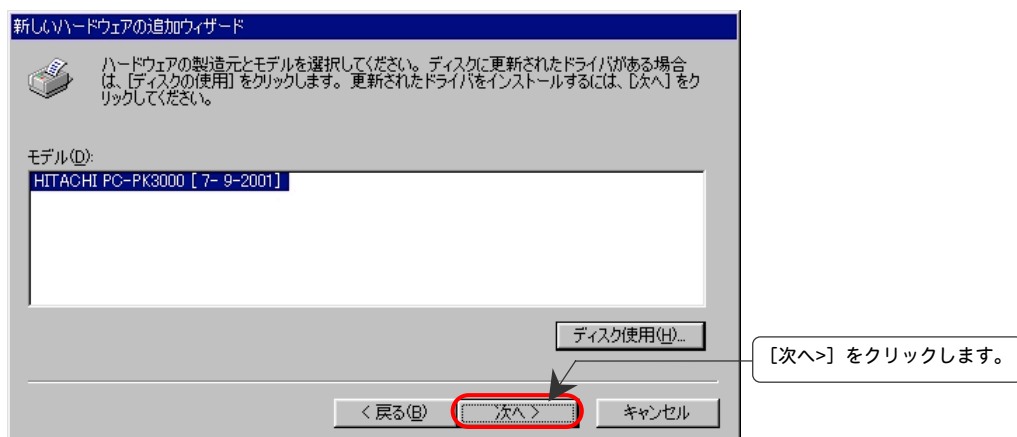 新しいハードウェアの追加ウィザード
ハードウェアの製造元とモデルを選択してください。ディスクに更新されたドライバがある場合
は、[ディスクの使用] をクリックします。更新されたドライバをインストールするには、[次へ] をク
リックしてください。
モデル(D):
HITACHI PC-PK3000 [ 7- 9-2001]
ディスク使用(H)...
[次へ>] をクリックします。
< 戻る(B)
次へ >
キャンセル